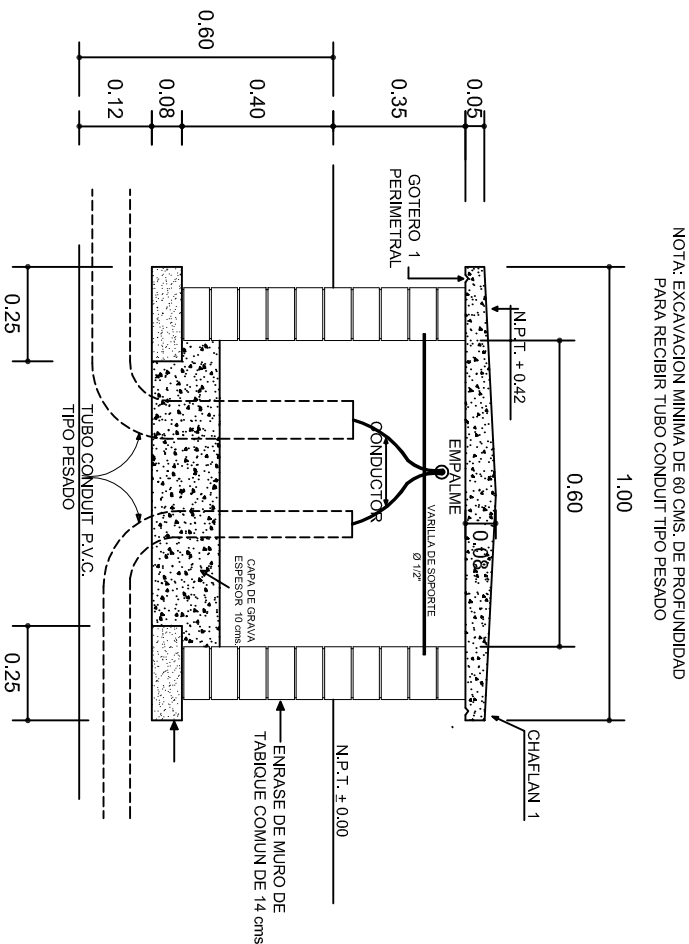 NOTA: EXCAVACION MINIMA DE 60 CMS. DE PROFUNDIDAD
PARA RECIBIR TUBO CONDUIT TIPO PESADO
1.00
0.60
CHAFLAN 1
N.P.T. + 0.42
0.08
0.05
0.35
0.40
0.08
0.12
0.60
GOTERO 1
PERIMETRAL
EMPALME
VARILLA DE SOPORTE
Ø 1/2"
CONDUCTOR
N.P.T. ± 0.00
CAPA DE GRAVA
ESPESOR 10 cms.
ENRASE DE MURO DE
TABIQUE COMUN DE 14 cms
TUBO CONDUIT P.V.C.
TIPO PESADO
0.25
0.25